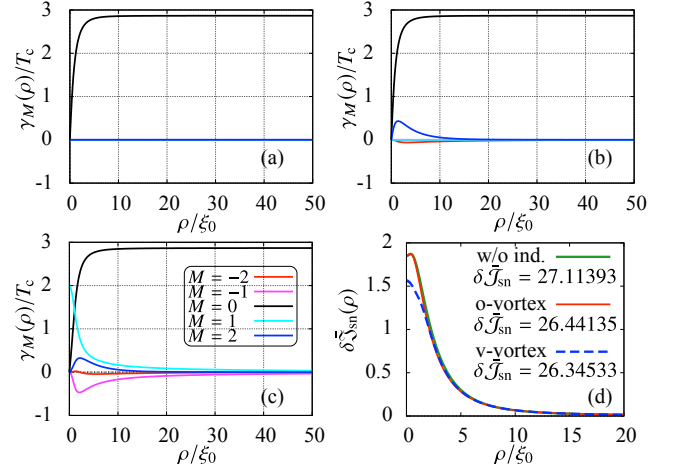 γ_M(ρ)/T_c
3
2
1
0
-1
0 10 20 30 40 50
ρ/ξ_0
(a)
γ_M(ρ)/T_c
3
2
1
0
-1
0 10 20 30 40 50
ρ/ξ_0
(b)
γ_M(ρ)/T_c
3
2
1
0
-1
0 10 20 30 40 50
ρ/ξ_0
M = −2
M = −1
M = 0
M = 1
M = 2
(c)
δ\tilde{\bar{𝔍}}_sn(ρ)
2
1.5
1
0.5
0
0 5 10 15 20
ρ/ξ_0
w/o ind.
δ\bar{𝒥}_sn = 27.11393
o-vortex
δ\bar{𝒥}_sn = 26.44135
v-vortex
δ\bar{𝒥}_sn = 26.34533
(d)